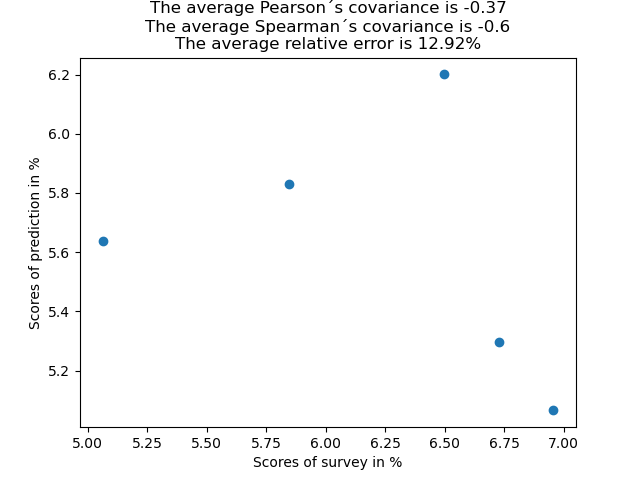 The average Pearson´s covariance is -0.37
The average Spearman´s covariance is -0.6
The average relative error is 12.92%
6.2
6.0
5.8
5.6
5.4
5.2
Scores of prediction in %
5.00 5.25 5.50 5.75 6.00 6.25 6.50 6.75 7.00
Scores of survey in %